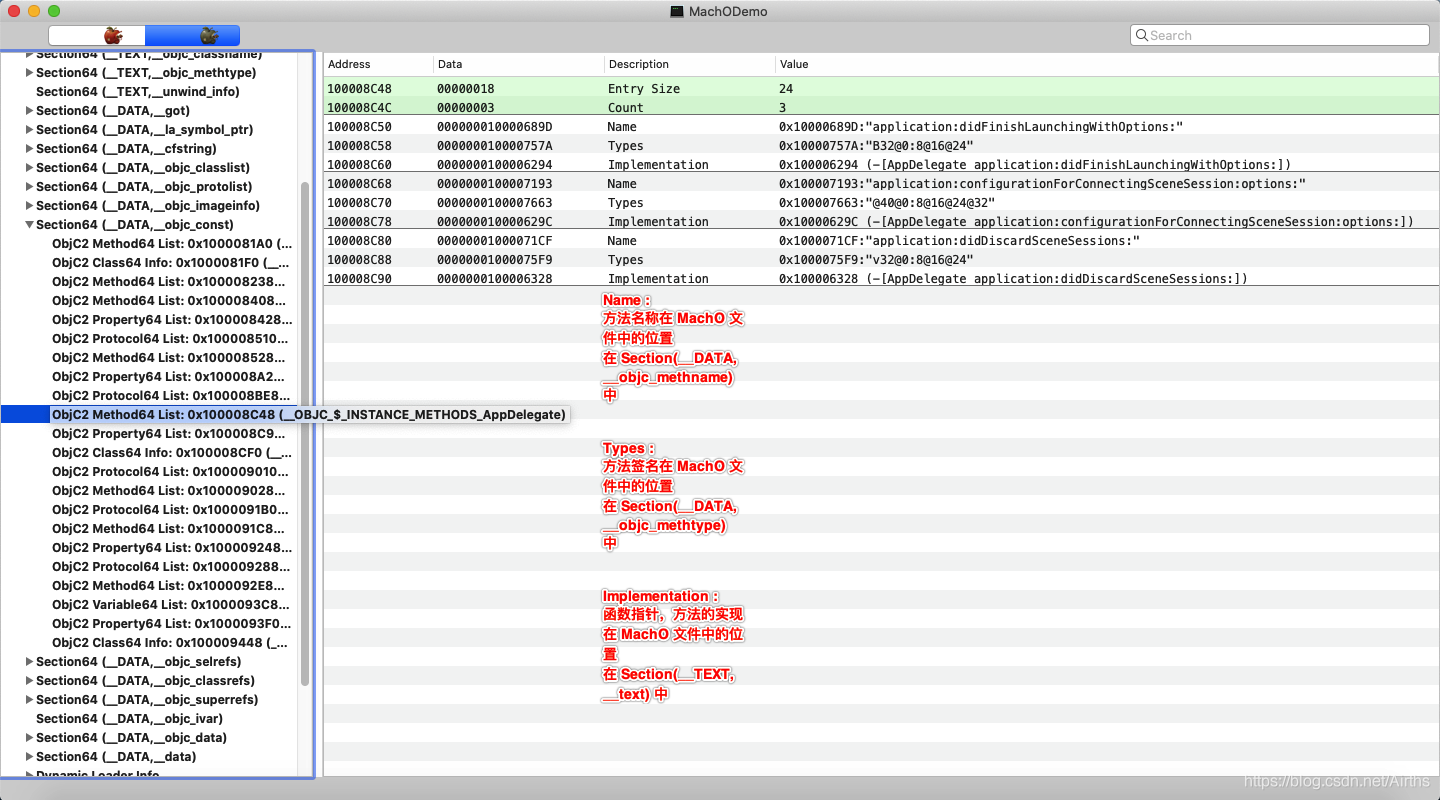 MachODemo
Search
Section64 (__TEXT,__objc_classname)
Section64 (__TEXT,__objc_methtype)
Section64 (__TEXT,__unwind_info)
Section64 (__DATA,__got)
Section64 (__DATA,__la_symbol_ptr)
Section64 (__DATA,__cfstring)
Section64 (__DATA,__objc_classlist)
Section64 (__DATA,__objc_protolist)
Section64 (__DATA,__objc_imageinfo)
Section64 (__DATA,__objc_const)
ObjC2 Method64 List: 0x1000081A0 (...
ObjC2 Class64 Info: 0x1000081F0 (__...
ObjC2 Method64 List: 0x100008238...
ObjC2 Method64 List: 0x100008408...
ObjC2 Property64 List: 0x100008428...
ObjC2 Protocol64 List: 0x100008510...
ObjC2 Method64 List: 0x100008528...
ObjC2 Property64 List: 0x100008A2...
ObjC2 Protocol64 List: 0x100008BE8...
ObjC2 Method64 List: 0x100008C48 (__OBJC_$_INSTANCE_METHODS_AppDelegate)
ObjC2 Property64 List: 0x100008C9...
ObjC2 Class64 Info: 0x100008CF0 (__...
ObjC2 Protocol64 List: 0x100009010...
ObjC2 Method64 List: 0x100009028...
ObjC2 Protocol64 List: 0x1000091B0...
ObjC2 Method64 List: 0x1000091C8...
ObjC2 Property64 List: 0x100009248...
ObjC2 Protocol64 List: 0x100009288...
ObjC2 Method64 List: 0x1000092E8...
ObjC2 Variable64 List: 0x1000093C8...
ObjC2 Property64 List: 0x1000093F0...
ObjC2 Class64 Info: 0x100009448 (_...
Section64 (__DATA,__objc_selrefs)
Section64 (__DATA,__objc_classrefs)
Section64 (__DATA,__objc_superrefs)
Section64 (__DATA,__objc_ivar)
Section64 (__DATA,__objc_data)
Section64 (__DATA,__data)
Dynamic Loader Info
Address Data Description Value
100008C48 00000018 Entry Size 24
100008C4C 00000003 Count 3
100008C50 000000010000689D Name 0x10000689D:"application:didFinishLaunchingWithOptions:"
100008C58 000000010000757A Types 0x10000757A:"B32@0:8@16@24"
100008C60 0000000100006294 Implementation 0x100006294 (-[AppDelegate application:didFinishLaunchingWithOptions:])
100008C68 0000000100007193 Name 0x100007193:"application:configurationForConnectingSceneSession:options:"
100008C70 0000000100007663 Types 0x100007663:"@40@0:8@16@24@32"
100008C78 000000010000629C Implementation 0x10000629C (-[AppDelegate application:configurationForConnectingSceneSession:options:])
100008C80 00000001000071CF Name 0x1000071CF:"application:didDiscardSceneSessions:"
100008C88 00000001000075F9 Types 0x1000075F9:"v32@0:8@16@24"
100008C90 0000000100006328 Implementation 0x100006328 (-[AppDelegate application:didDiscardSceneSessions:])
Name：
方法名称在 MachO 文
件中的位置
在 Section(__DATA,
__objc_methname)
中
Types：
方法签名在 MachO 文
件中的位置
在 Section(__DATA,
__objc_methtype)
中
Implementation：
函数指针，方法的实现
在 MachO 文件中的位
置
在 Section(__TEXT,
__text) 中
https://blog.csdn.net/Airths